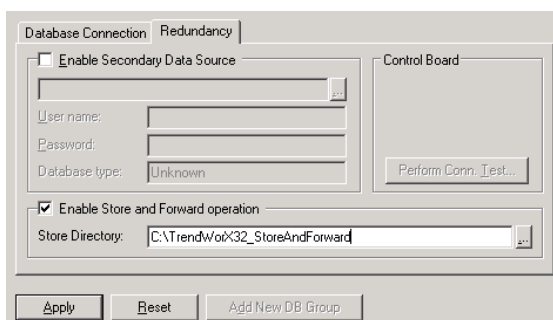 Database Connection Redundancy
Enable Secondary Data Source
Control Board
...
User name:
Password:
Database type: Unknown
Perform Conn. Test...
Enable Store and Forward operation
Store Directory: C:\TrendWorX32_StoreAndForward ...
Apply Reset Add New DB Group